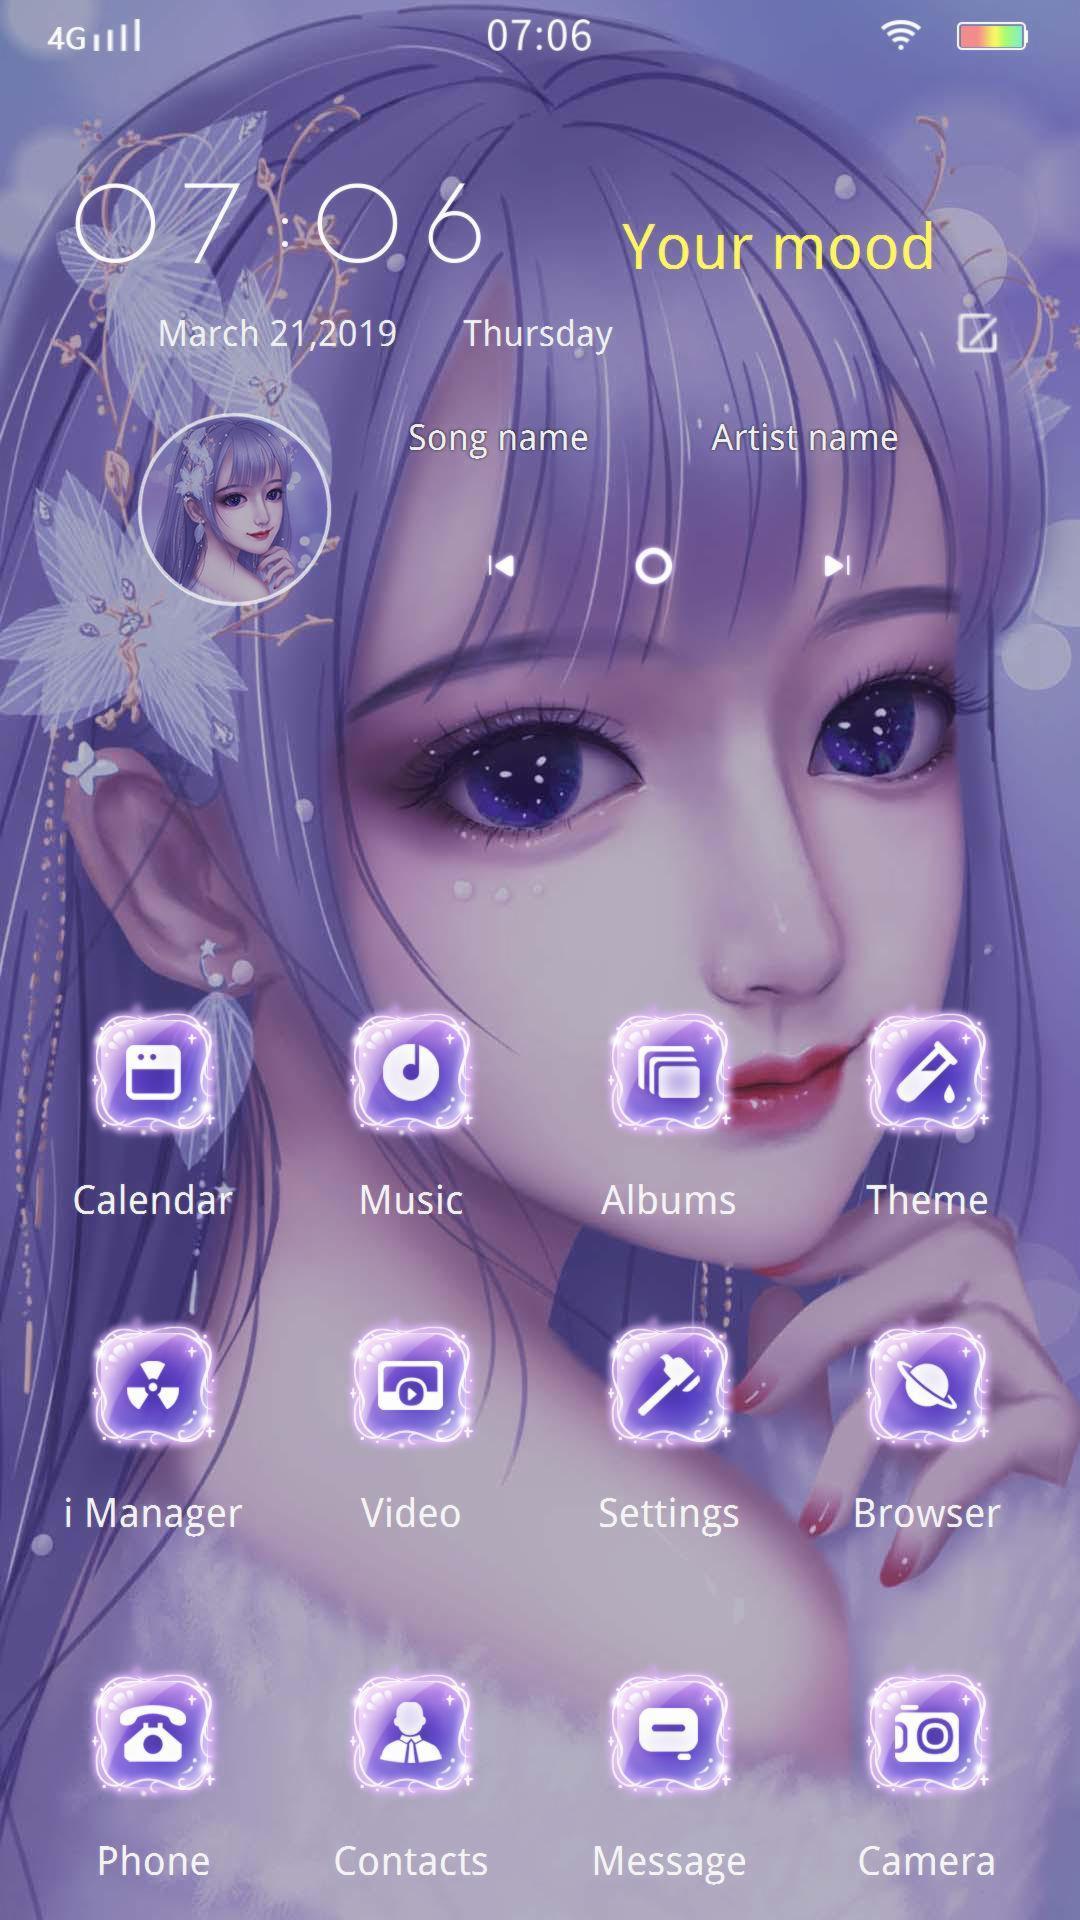 4G 07:06
07:06
Your mood
March 21,2019 Thursday
Song name Artist name
Calendar Music Albums Theme
i Manager Video Settings Browser
Phone Contacts Message Camera